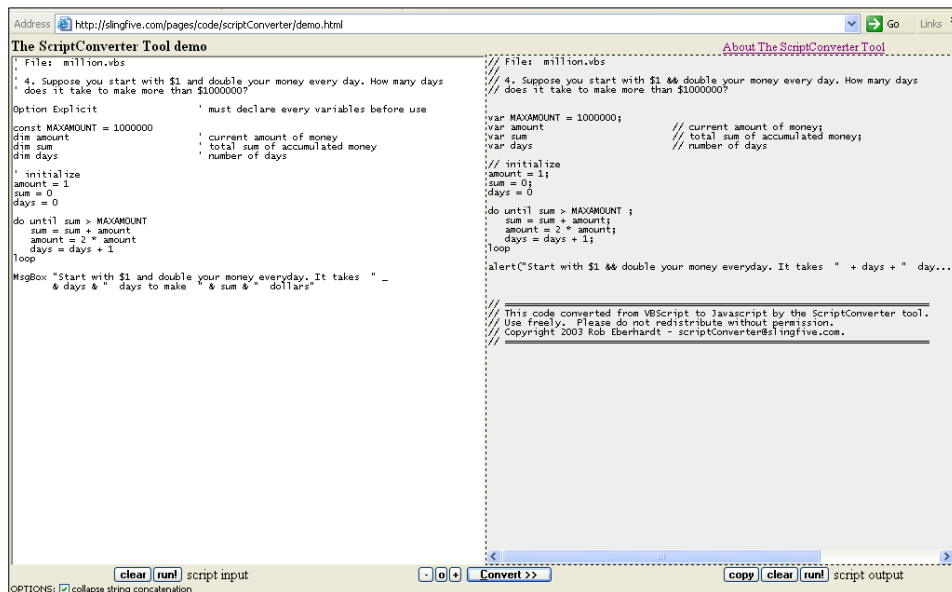 Address http://slingfive.com/pages/code/scriptConverter/demo.html Go Links
The ScriptConverter Tool demo
About The ScriptConverter Tool
' File:  million.vbs
'
' 4. Suppose you start with $1 and double your money every day. How many days
' does it take to make more than $1000000?
Option Explicit ' must declare every variables before use
const MAXAMOUNT = 1000000
dim amount ' current amount of money
dim sum ' total sum of accumulated money
dim days ' number of days
' initialize
amount = 1
sum = 0
days = 0
do until sum > MAXAMOUNT
sum = sum + amount
amount = 2 * amount
days = days + 1
loop
MsgBox "Start with $1 and double your money everyday. It takes  " _
& days & "  days to make  " & sum & "  dollars"
// File:  million.vbs
//
// 4. Suppose you start with $1 && double your money every day. How many days
// does it take to make more than $1000000?
var MAXAMOUNT = 1000000;
var amount // current amount of money;
var sum // total sum of accumulated money;
var days // number of days
// initialize
amount = 1;
sum = 0;
days = 0
do until sum > MAXAMOUNT ;
sum = sum + amount;
amount = 2 * amount;
days = days + 1;
loop
alert("Start with $1 && double your money everyday. It takes  "  + days + "  day...
// ══════════════════════════════
// This code converted from VBScript to Javascript by the ScriptConverter tool.
// Use freely.  Please do not redistribute without permission.
// Copyright 2003 Rob Eberhardt - scriptConverter@slingfive.com.
// ══════════════════════════════
clear run! script input - o + Convert >> copy clear run! script output
OPTIONS: collapse string concatenation